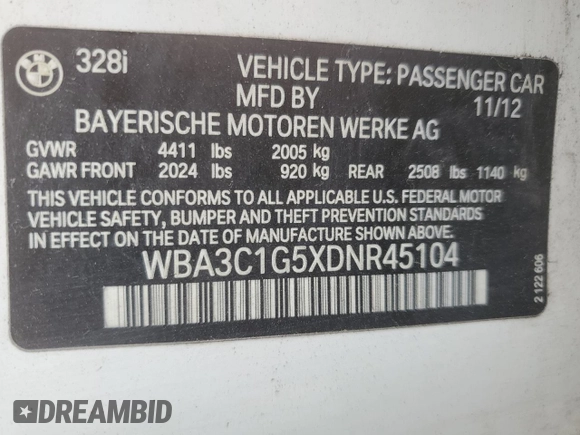 328i
VEHICLE TYPE: PASSENGER CAR
MFD BY 11/12
BAYERISCHE MOTOREN WERKE AG
GVWR 4411 lbs 2005 kg
GAWR FRONT 2024 lbs 920 kg REAR 2508 lbs 1140 kg
THIS VEHICLE CONFORMS TO ALL APPLICABLE U.S. FEDERAL MOTOR
VEHICLE SAFETY, BUMPER AND THEFT PREVENTION STANDARDS
IN EFFECT ON THE DATE OF MANUFACTURE SHOWN ABOVE.
WBA3C1G5XDNR45104
2 122 606
DREAMBID